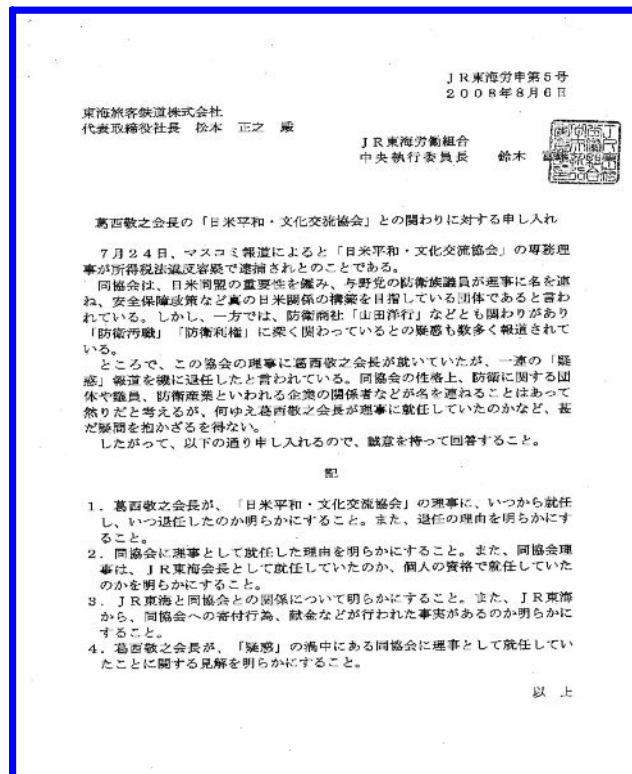 JR東海労申第5号
2008年8月6日
東海旅客鉄道株式会社
代表取締役社長 松本 正之 殿
JR東海労働組合
中央執行委員長 鈴木
葛西敬之会長の「日米平和・文化交流協会」との関わりに対する申し入れ
7月24日、マスコミ報道によると「日米平和・文化交流協会」の専務理
事が所得税法違反容疑で逮捕されとのことである。
同協会は、日米同盟の重要性を鑑み、与野党の防衛族議員が理事に名を連
ね、安全保障政策など真の日米関係の構築を目指している団体であると言わ
れている。しかし、一方では、防衛商社「山田洋行」などとも関わりがあり
「防衛汚職」「防衛利権」に深く関わっているとの疑惑も数多く報道されて
いる。
ところで、この協会の理事に葛西敬之会長が就いていたが、一連の「疑
惑」報道を機に退任したと言われている。同協会の性格上、防衛に関する団
体や議員、防衛産業といわれる企業の関係者などが名を連ねることはあって
然りだと考えるが、何ゆえ葛西敬之会長が理事に就任していたのかなど、甚
だ疑問を抱かざるを得ない。
したがって、以下の通り申し入れるので、誠意を持って回答すること。
記
1.葛西敬之会長が、「日米平和・文化交流協会」の理事に、いつから就任
し、いつ退任したのか明らかにすること。また、退任の理由を明らかにす
ること。
2.同協会に理事として就任した理由を明らかにすること。また、同協会理
事は、JR東海会長として就任していたのか、個人の資格で就任していた
のかを明らかにすること。
3.JR東海と同協会との関係について明らかにすること。また、JR東海
から、同協会への寄付行為、献金などが行われた事実があるのか明らかに
すること。
4.葛西敬之会長が、「疑惑」の渦中にある同協会に理事として就任してい
たことに関する見解を明らかにすること。
以 上